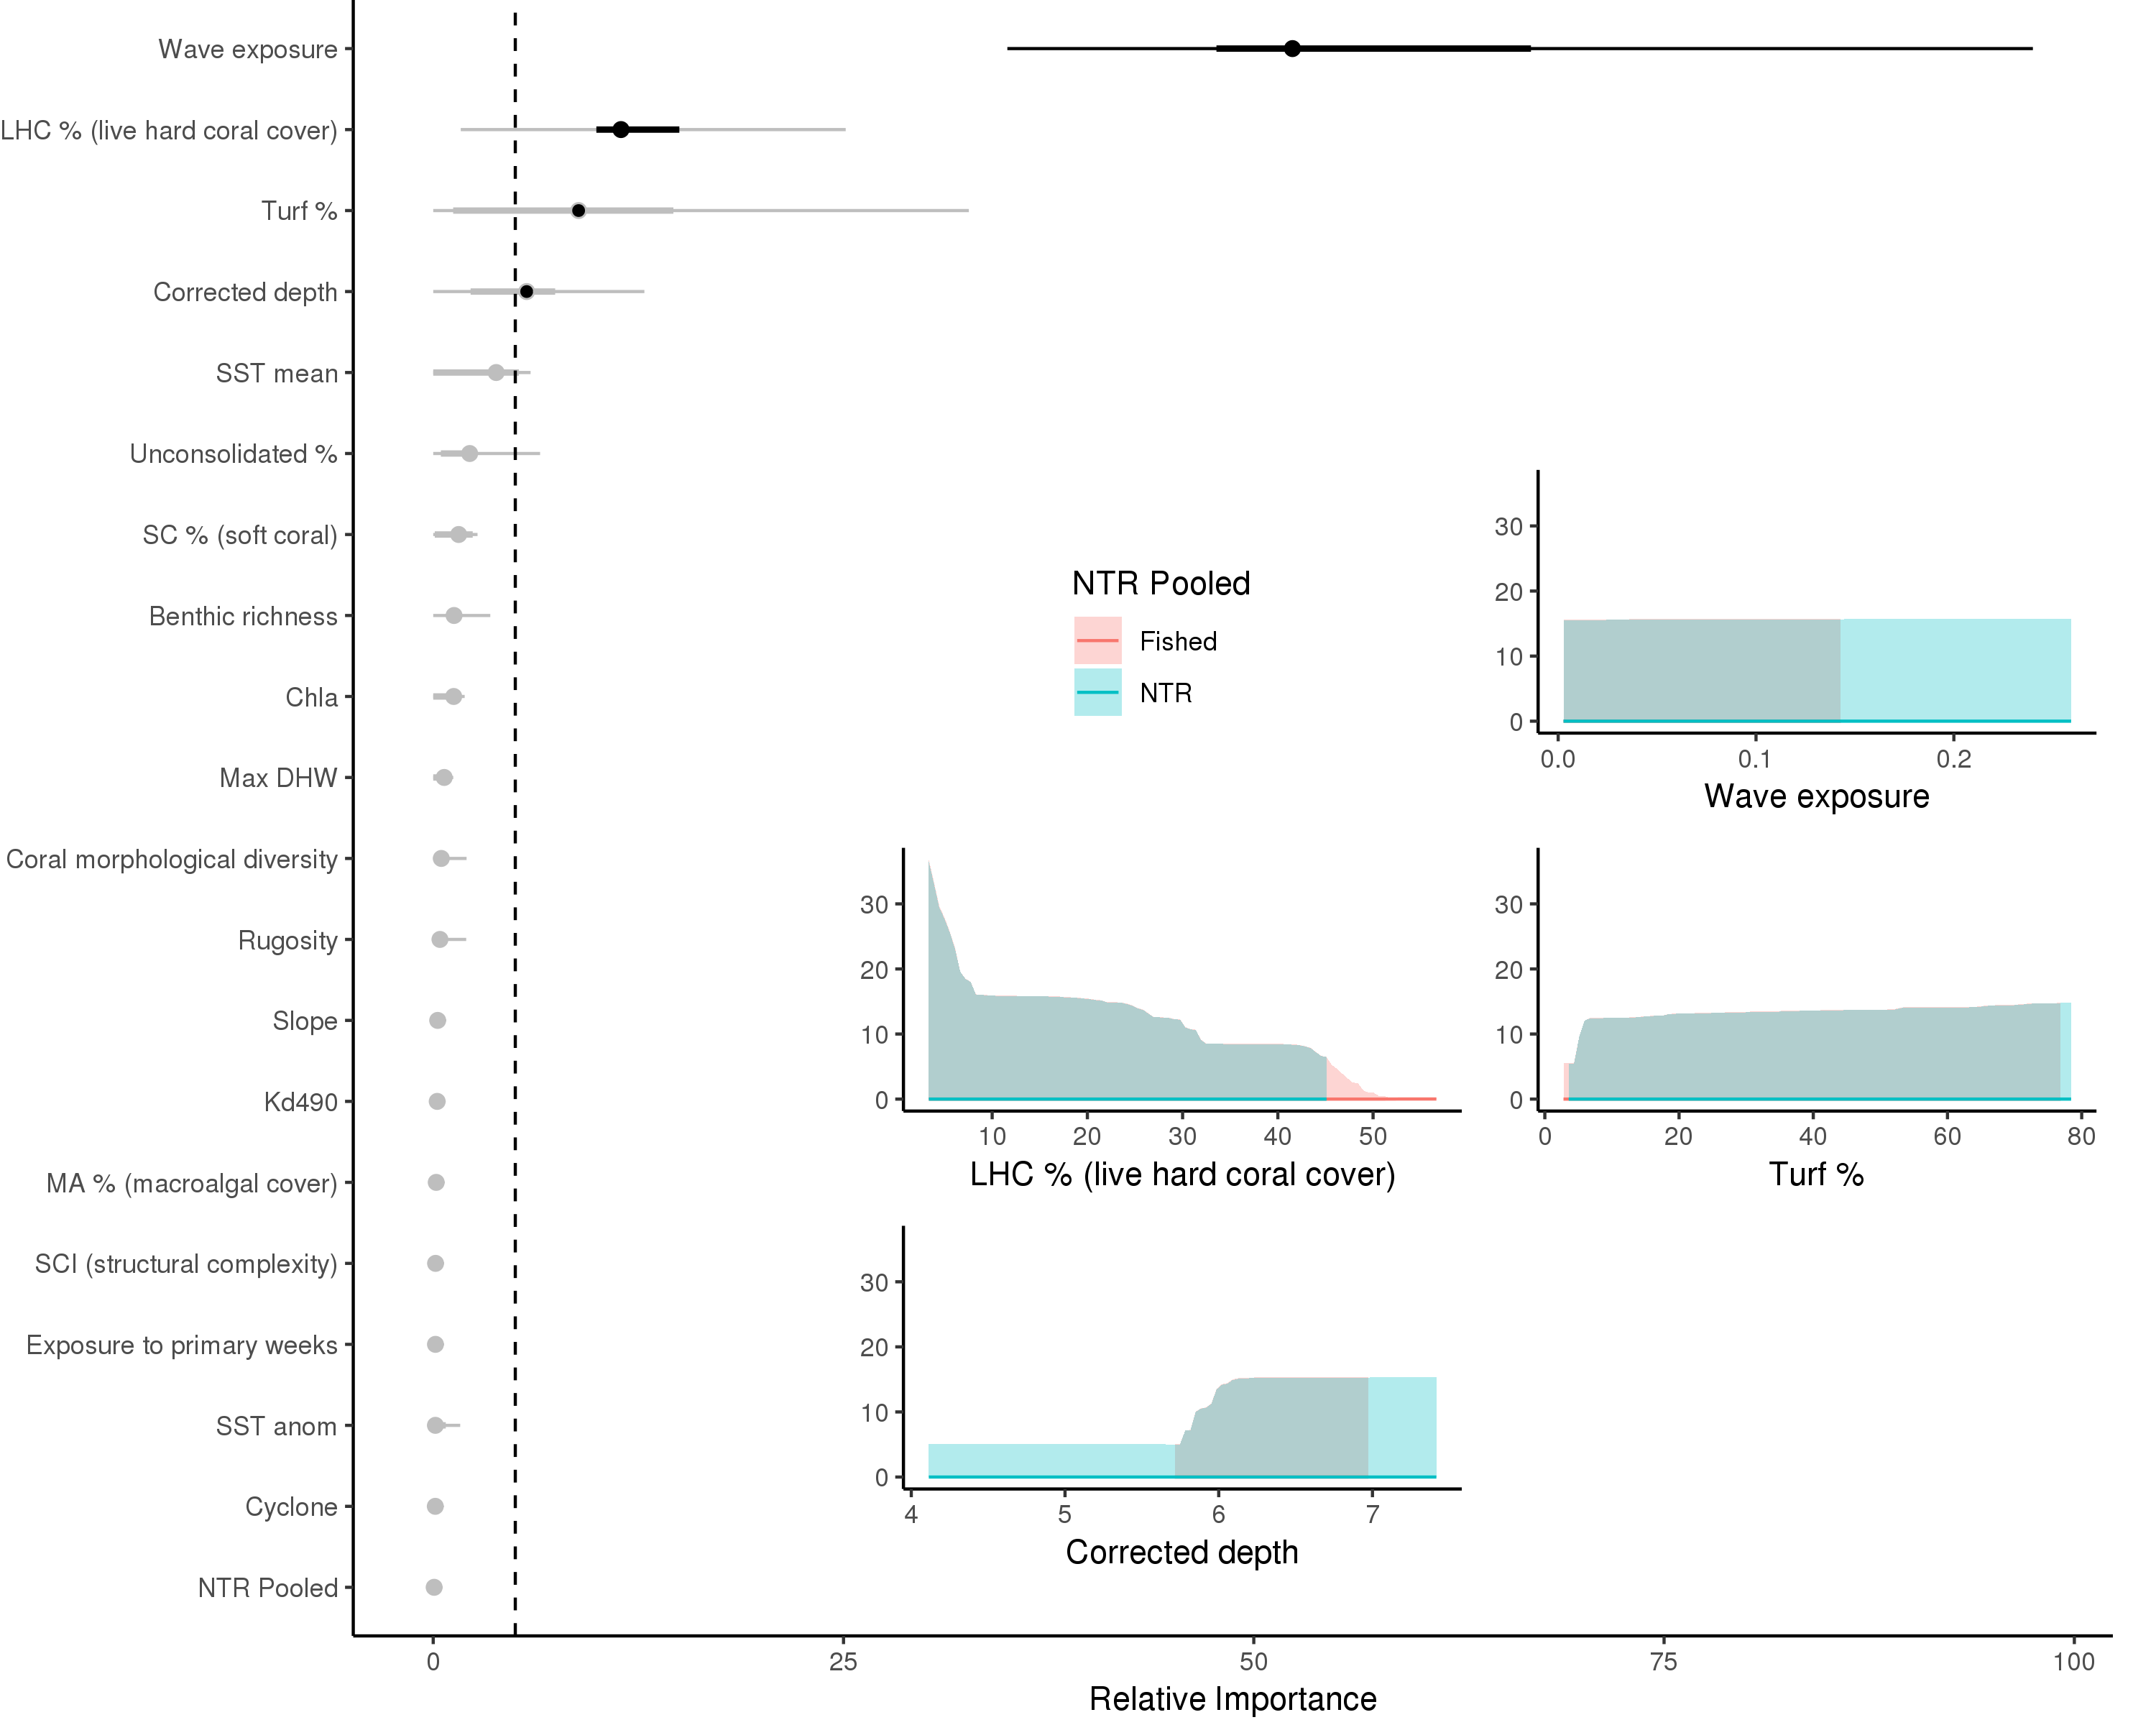 Wave exposure
LHC % (live hard coral cover)
Turf %
Corrected depth
SST mean
Unconsolidated %
SC % (soft coral)
Benthic richness
Chla
Max DHW
Coral morphological diversity
Rugosity
Slope
Kd490
MA % (macroalgal cover)
SCI (structural complexity)
Exposure to primary weeks
SST anom
Cyclone
NTR Pooled
0 25 50 75 100
Relative Importance
NTR Pooled
Fished
NTR
30
20
10
0
0.0 0.1 0.2
Wave exposure
30
20
10
0
10 20 30 40 50
LHC % (live hard coral cover)
30
20
10
0
0 20 40 60 80
Turf %
30
20
10
0
4 5 6 7
Corrected depth